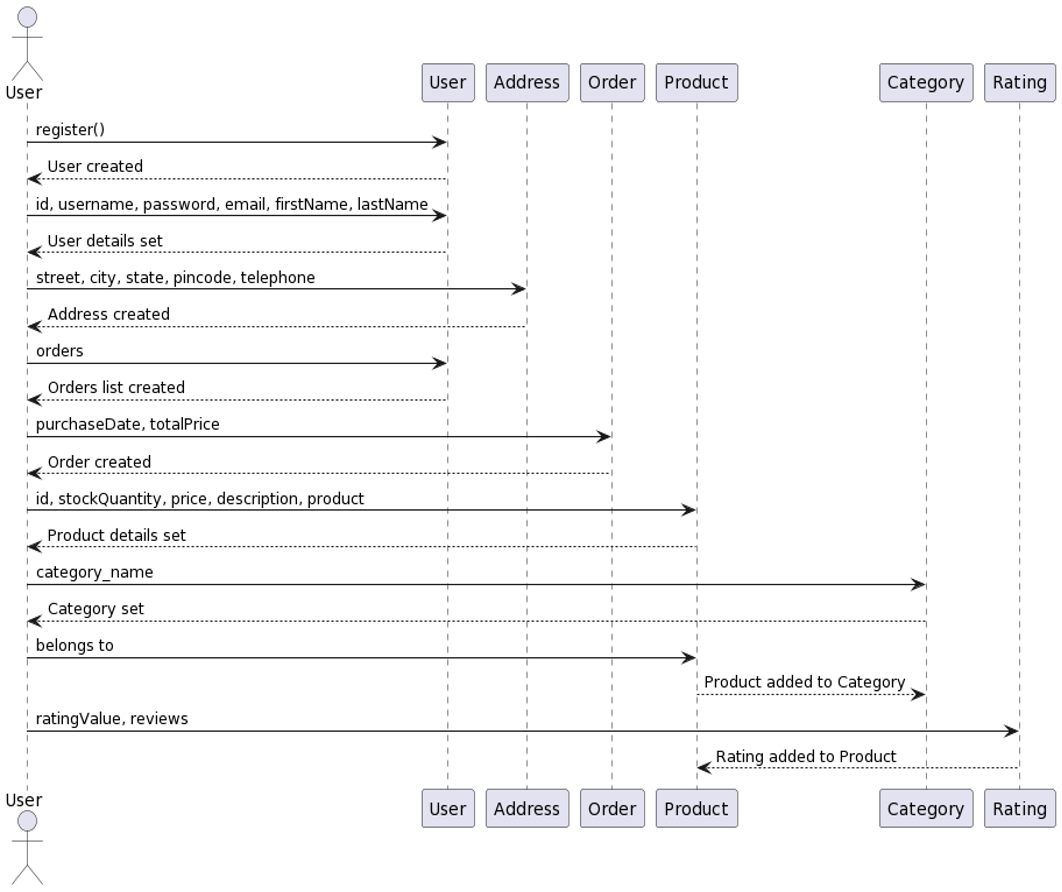 User
User Address Order Product Category Rating
register()
User created
id, username, password, email, firstName, lastName
User details set
street, city, state, pincode, telephone
Address created
orders
Orders list created
purchaseDate, totalPrice
Order created
id, stockQuantity, price, description, product
Product details set
category_name
Category set
belongs to
Product added to Category
ratingValue, reviews
Rating added to Product
User
User Address Order Product Category Rating